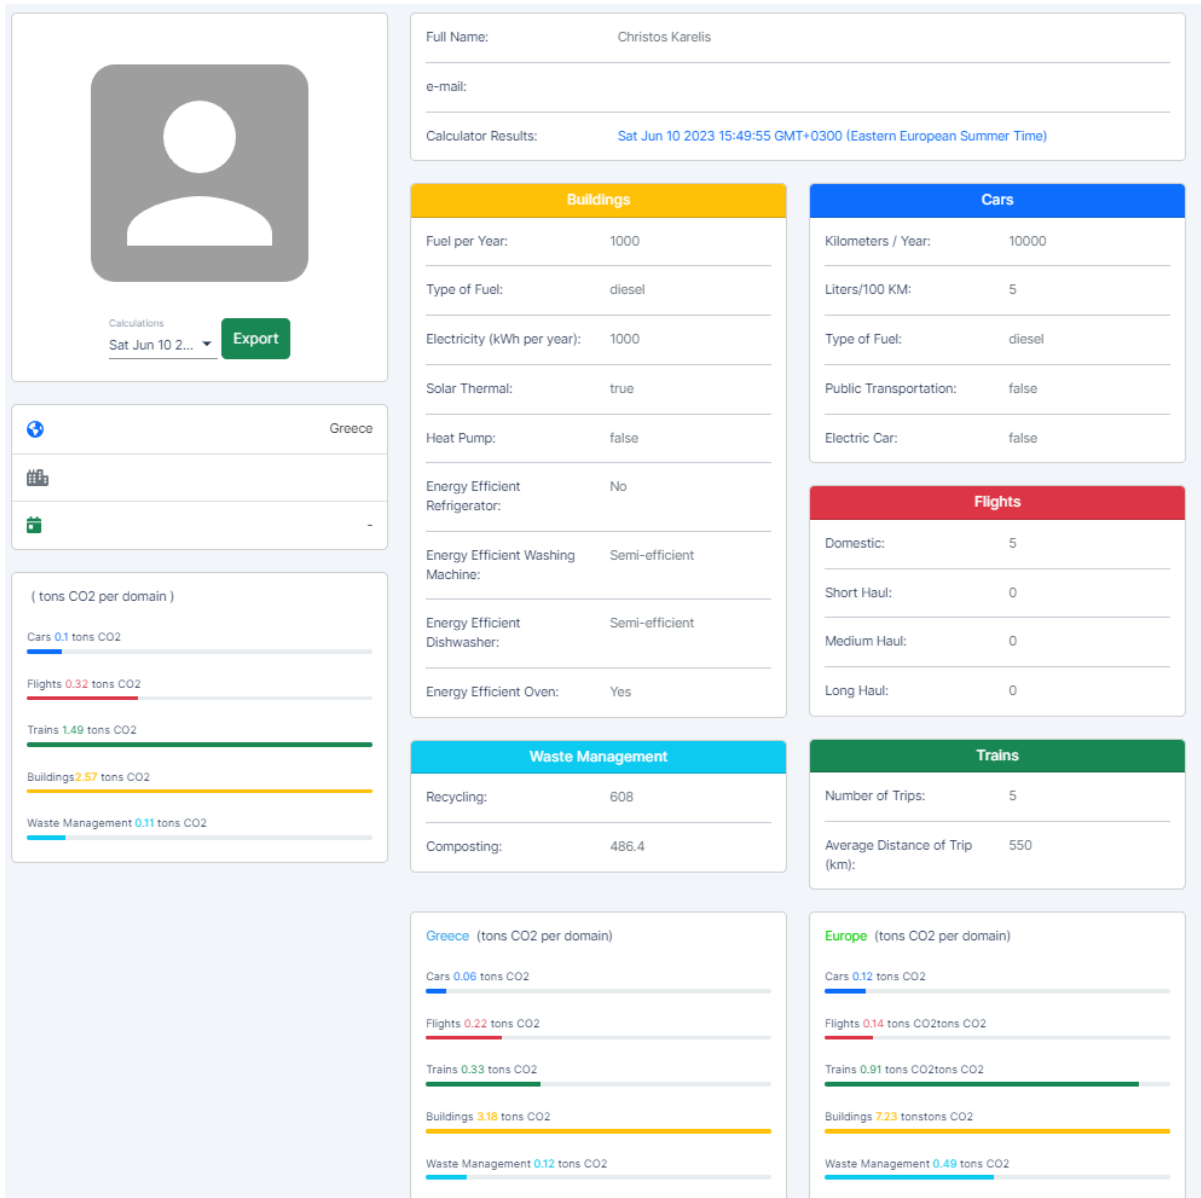 Full Name: Christos Karelis
e-mail:
Calculator Results: Sat Jun 10 2023 15:49:55 GMT+0300 (Eastern European Summer Time)
Calculations
Sat Jun 10 2...
Export
Greece
-
( tons CO2 per domain )
Cars 0.1 tons CO2
Flights 0.32 tons CO2
Trains 1.49 tons CO2
Buildings2.57 tons CO2
Waste Management 0.11 tons CO2
Buildings
Fuel per Year: 1000
Type of Fuel: diesel
Electricity (kWh per year): 1000
Solar Thermal: true
Heat Pump: false
Energy Efficient No
Refrigerator:
Energy Efficient Washing Semi-efficient
Machine:
Energy Efficient Semi-efficient
Dishwasher:
Energy Efficient Oven: Yes
Cars
Kilometers / Year: 10000
Liters/100 KM: 5
Type of Fuel: diesel
Public Transportation: false
Electric Car: false
Flights
Domestic: 5
Short Haul: 0
Medium Haul: 0
Long Haul: 0
Waste Management
Recycling: 608
Composting: 486.4
Trains
Number of Trips: 5
Average Distance of Trip 550
(km):
Greece (tons CO2 per domain)
Cars 0.06 tons CO2
Flights 0.22 tons CO2
Trains 0.33 tons CO2
Buildings 3.18 tons CO2
Waste Management 0.12 tons CO2
Europe (tons CO2 per domain)
Cars 0.12 tons CO2
Flights 0.14 tons CO2tons CO2
Trains 0.91 tons CO2tons CO2
Buildings 7.23 tonstons CO2
Waste Management 0.49 tons CO2